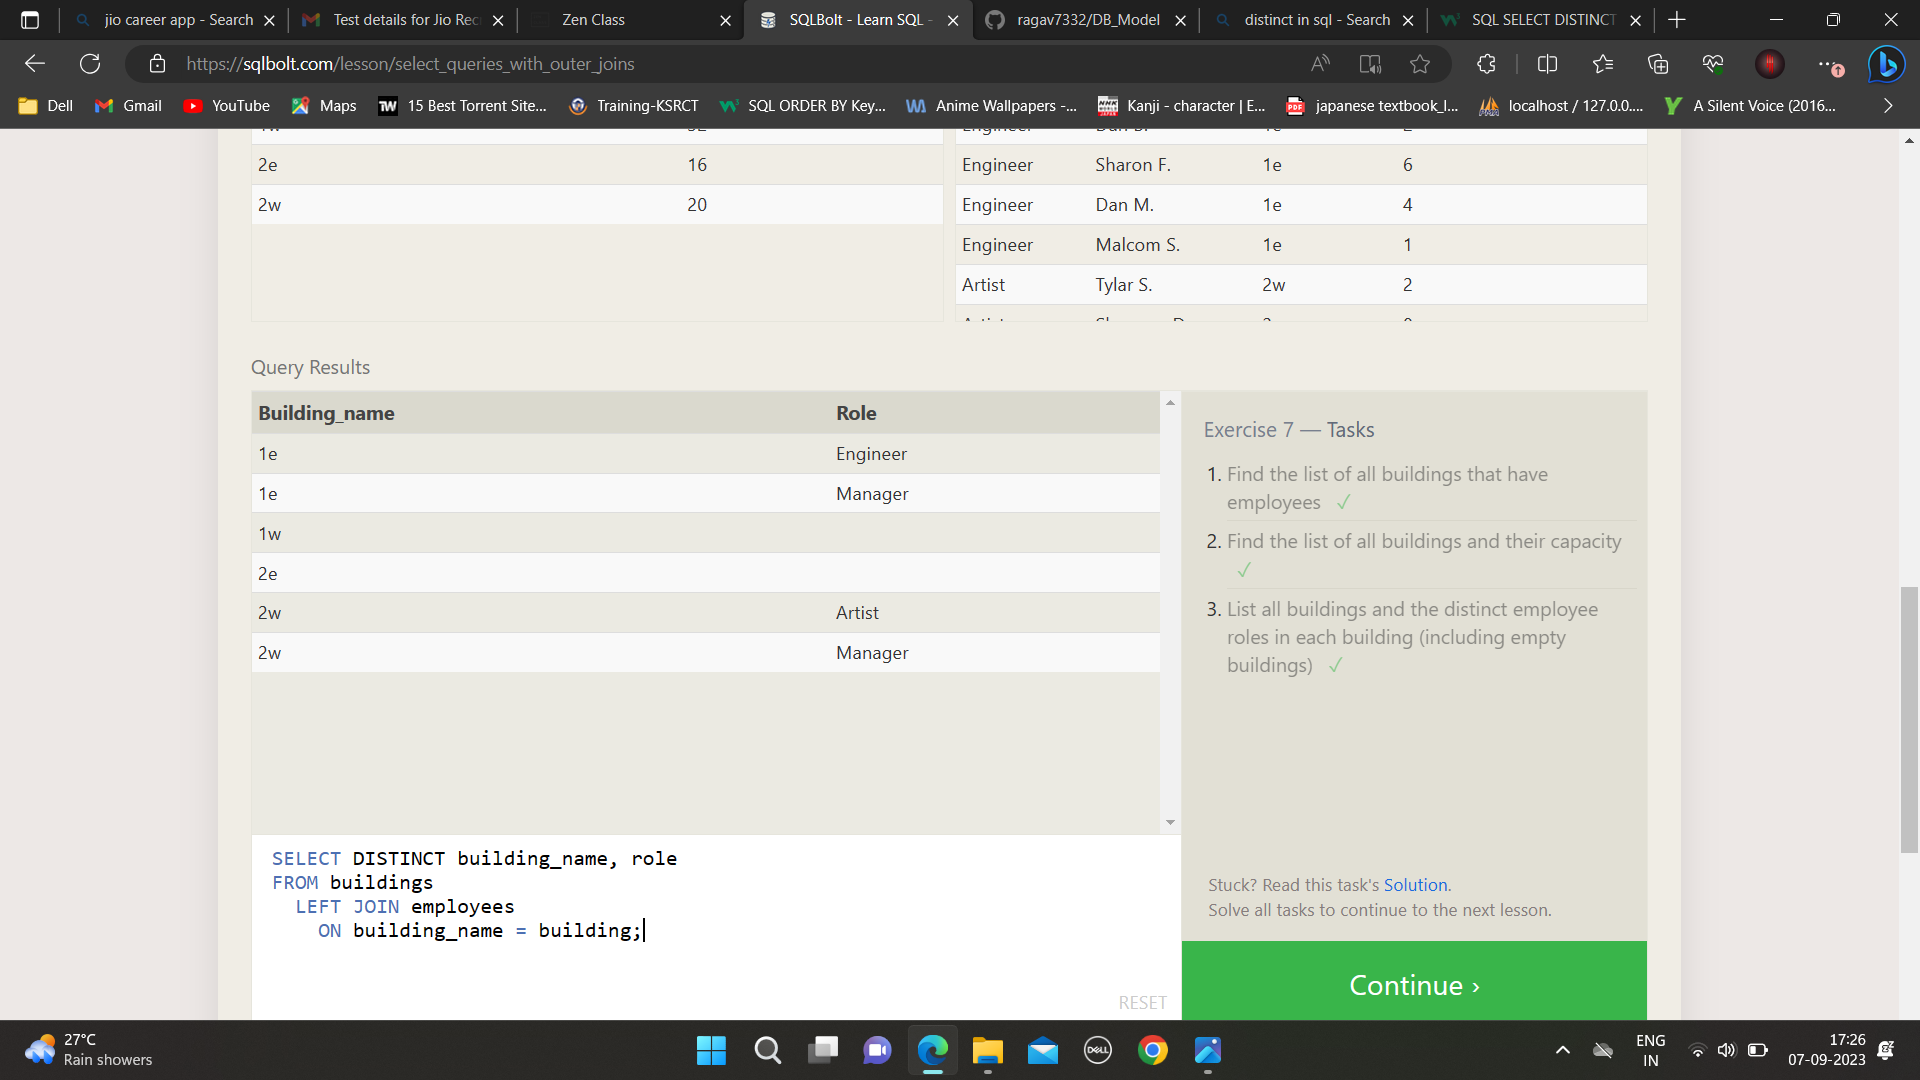 jio career app - Search
Test details for Jio Rec
Zen Class
SQLBolt - Learn SQL -
ragav7332/DB_Model
distinct in sql - Search
SQL SELECT DISTINCT
https://sqlbolt.com/lesson/select_queries_with_outer_joins
Dell
Gmail
YouTube
Maps
15 Best Torrent Site...
Training-KSRCT
SQL ORDER BY Key...
Anime Wallpapers -...
Kanji - character | E...
japanese textbook_l...
localhost / 127.0.0....
A Silent Voice (2016...
2e 16
2w 20
Engineer Sharon F. 1e 6
Engineer Dan M. 1e 4
Engineer Malcom S. 1e 1
Artist Tylar S. 2w 2
Query Results
Building_name Role
1e Engineer
1e Manager
1w
2e
2w Artist
2w Manager
Exercise 7 — Tasks
1. Find the list of all buildings that have
employees ✓
2. Find the list of all buildings and their capacity
✓
3. List all buildings and the distinct employee
roles in each building (including empty
buildings) ✓
SELECT DISTINCT building_name, role
FROM buildings
LEFT JOIN employees
ON building_name = building;
RESET
Stuck? Read this task's Solution.
Solve all tasks to continue to the next lesson.
Continue ›
27°C
Rain showers
ENG
IN
17:26
07-09-2023